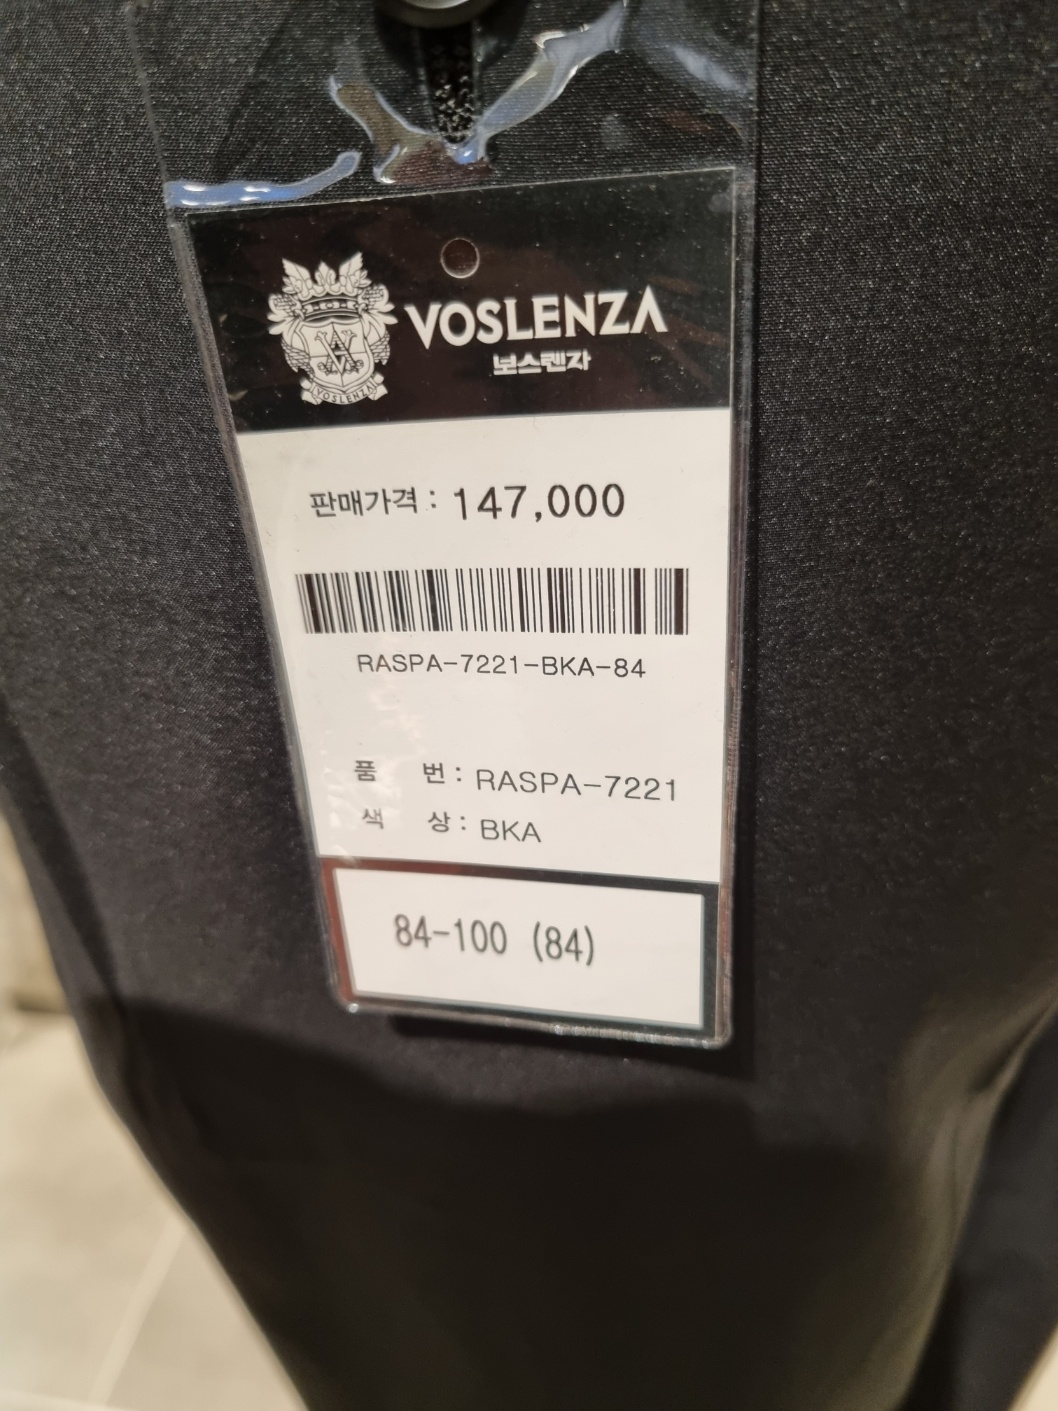 VOSLENZA
보스렌자
VOSLENZA
판매가격 : 147,000
RASPA-7221-BKA-84
품 번 : RASPA-7221
색 상 : BKA
84-100 (84)